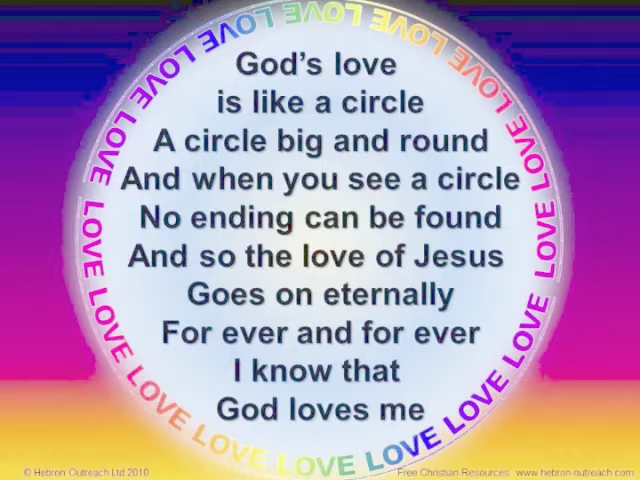 God's love
is like a circle
A circle big and round
And when you see a circle
No ending can be found
And so the love of Jesus
Goes on eternally
For ever and for ever
I know that
God loves me
LOVE LOVE LOVE LOVE LOVE LOVE LOVE LOVE LOVE LOVE LOVE LOVE LOVE LOVE LOVE LOVE LOVE LOVE
© Hebron Outreach Ltd 2010
Free Christian Resources www.hebron-outreach.com